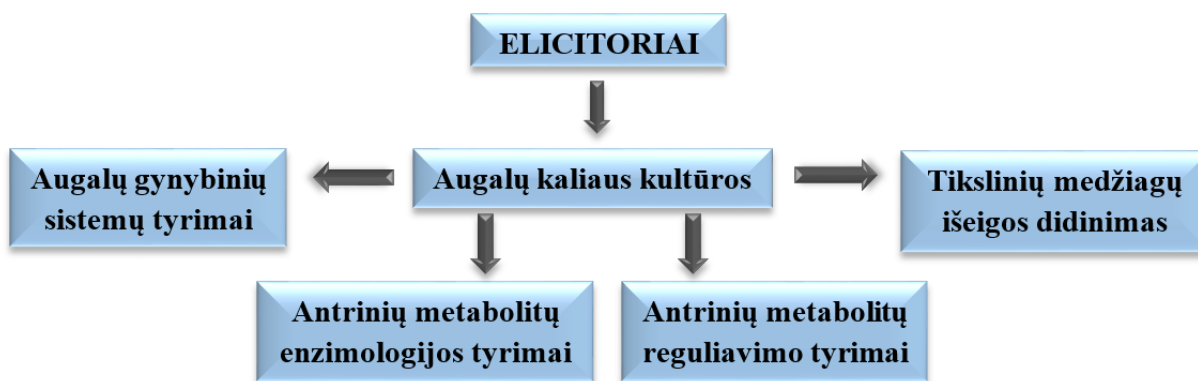 ELICITORIAI
Augalų gynybinių
sistemų tyrimai
Augalų kaliaus kultūros
Tikslinių medžiagų
išeigos didinimas
Antrinių metabolitų
enzimologijos tyrimai
Antrinių metabolitų
reguliavimo tyrimai